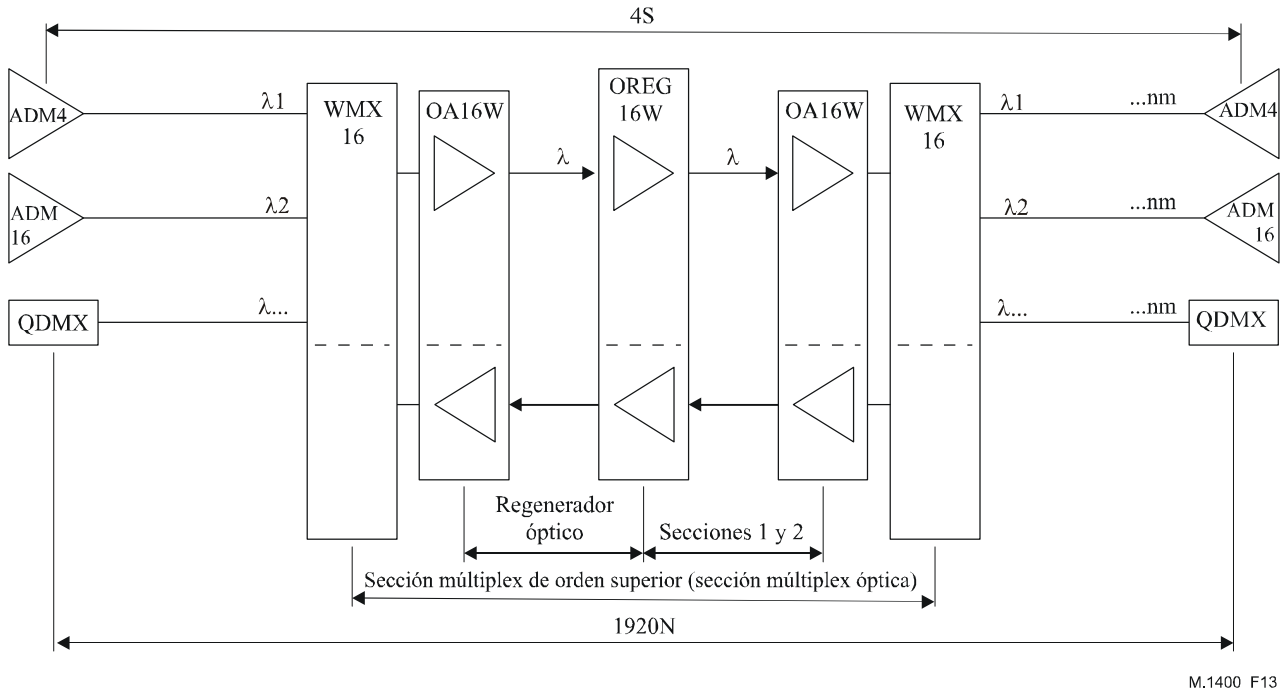 4S
ADM4
λ1
WMX
16
OA16W
OREG
16W
OA16W
WMX
16
λ1
...nm
ADM4
λ
λ
ADM
16
λ2
λ2
...nm
ADM
16
QDMX
λ...
λ...
...nm
QDMX
Regenerador
óptico
Secciones 1 y 2
Sección múltiplex de orden superior (sección múltiplex óptica)
1920N
M.1400_F13